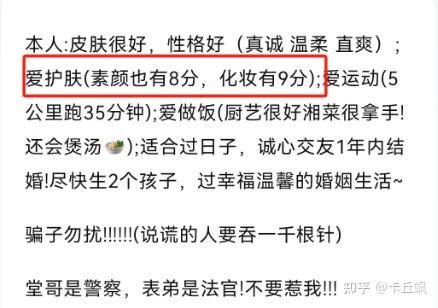 本人:皮肤很好，性格好（真诚 温柔 直爽）;
爱护肤(素颜也有8分，化妆有9分);爱运动(5
公里跑35分钟);爱做饭(厨艺很好湘菜很拿手!
还会煲汤🍲);适合过日子，诚心交友1年内结
婚!尽快生2个孩子，过幸福温馨的婚姻生活~
骗子勿扰!!!!!!(说谎的人要吞一千根针)
堂哥是警察，表弟是法官!不要惹我!!!
知乎 @卡丘飒